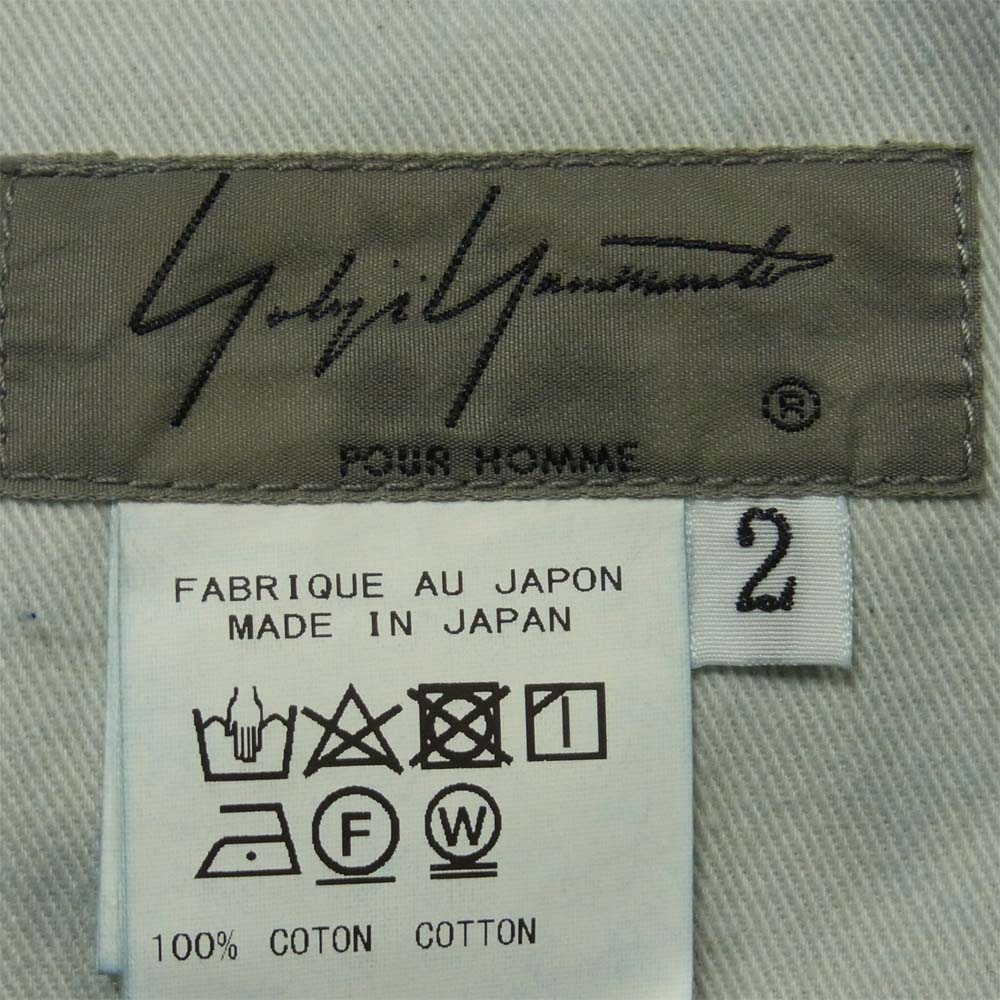 Yohji Yamamoto
®
POUR HOMME
2
FABRIQUE AU JAPON
MADE IN JAPAN
F W
100% COTON COTTON